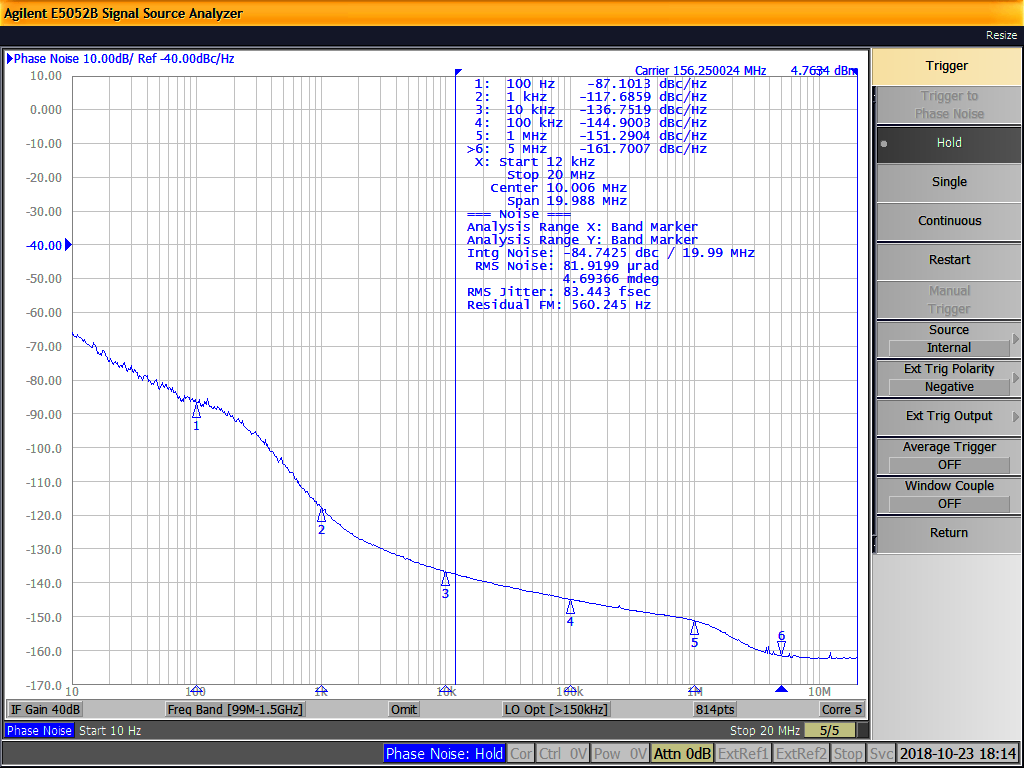 Agilent E5052B Signal Source Analyzer
Resize
Phase Noise 10.00dB/ Ref -40.00dBc/Hz
Carrier 156.250024 MHz 4.7634 dBm
10.00
0.000
-10.00
-20.00
-30.00
-40.00
-50.00
-60.00
-70.00
-80.00
-90.00
-100.0
-110.0
-120.0
-130.0
-140.0
-150.0
-160.0
-170.0
1: 100 Hz -87.1013 dBc/Hz
2: 1 kHz -117.6859 dBc/Hz
3: 10 kHz -136.7519 dBc/Hz
4: 100 kHz -144.9003 dBc/Hz
5: 1 MHz -151.2904 dBc/Hz
>6: 5 MHz -161.7007 dBc/Hz
X: Start 12 kHz
Stop 20 MHz
Center 10.006 MHz
Span 19.988 MHz
=== Noise ===
Analysis Range X: Band Marker
Analysis Range Y: Band Marker
Intg Noise: -84.7425 dBc / 19.99 MHz
RMS Noise: 81.9199 µrad
4.69366 mdeg
RMS Jitter: 83.443 fsec
Residual FM: 560.245 Hz
1
2
3
4
5
6
10 100 1k 10k 100k 1M 10M
IF Gain 40dB Freq Band [99M-1.5GHz] Omit LO Opt [>150kHz] 814pts Corre 5
Phase Noise Start 10 Hz Stop 20 MHz 5/5
Phase Noise: Hold Cor Ctrl 0V Pow 0V Attn 0dB ExtRef1 ExtRef2 Stop Svc 2018-10-23 18:14
Trigger
Trigger to
Phase Noise
Hold
Single
Continuous
Restart
Manual
Trigger
Source
Internal
Ext Trig Polarity
Negative
Ext Trig Output
Average Trigger
OFF
Window Couple
OFF
Return